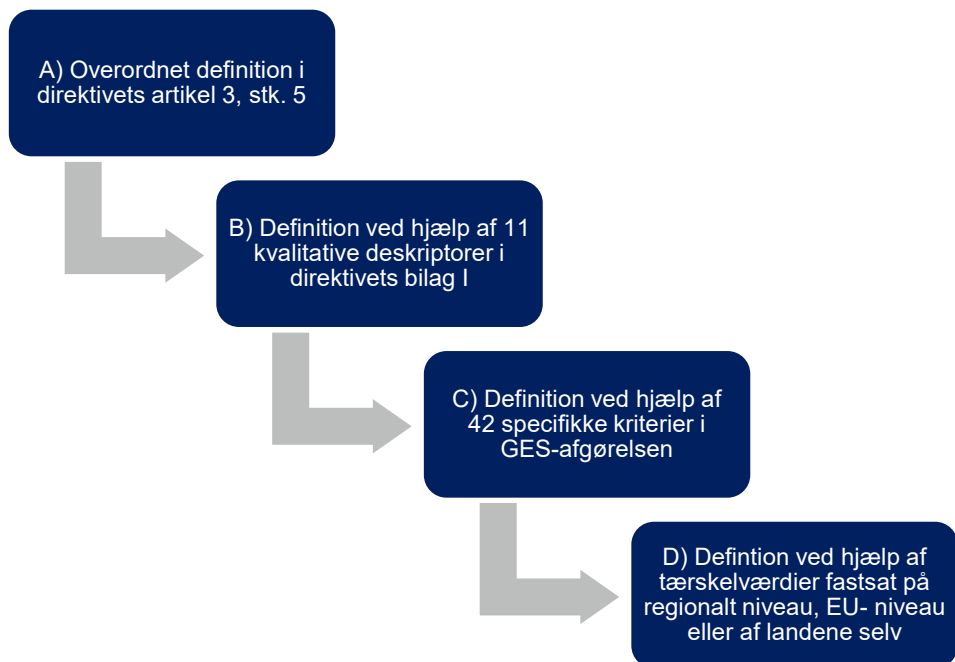 A) Overordnet definition i
direktivets artikel 3, stk. 5
B) Definition ved hjælp af 11
kvalitative deskriptorer i
direktivets bilag I
C) Definition ved hjælp af
42 specifikke kriterier i
GES-afgørelsen
D) Defintion ved hjælp af
tærskelværdier fastsat på
regionalt niveau, EU- niveau
eller af landene selv